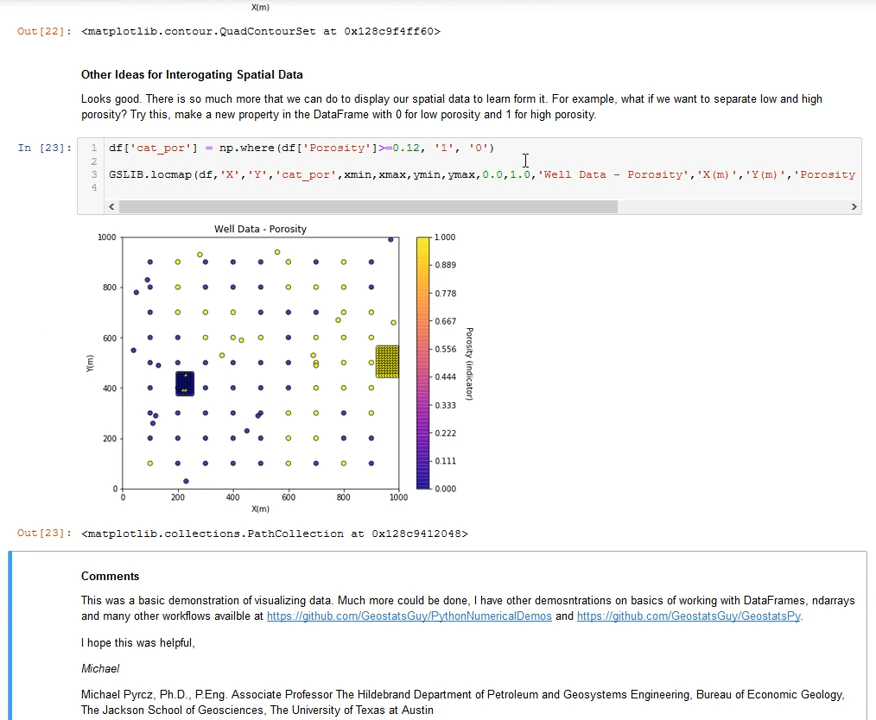 X(m)
Out[22]: <matplotlib.contour.QuadContourSet at 0x128c9f4ff60>
Other Ideas for Interogating Spatial Data
Looks good. There is so much more that we can do to display our spatial data to learn form it. For example, what if we want to separate low and high
porosity? Try this, make a new property in the DataFrame with 0 for low porosity and 1 for high porosity.
In [23]:
1 df['cat_por'] = np.where(df['Porosity']>=0.12, '1', '0')
2
3 GSLIB.locmap(df,'X','Y','cat_por',xmin,xmax,ymin,ymax,0.0,1.0,'Well Data - Porosity','X(m)','Y(m)','Porosity
4
Well Data - Porosity
1000
800
600
400
200
0
Y(m)
0 200 400 600 800 1000
X(m)
1.000
0.889
0.778
0.667
0.556
0.444
0.333
0.222
0.111
0.000
Porosity (indicator)
Out[23]: <matplotlib.collections.PathCollection at 0x128c9412048>
Comments
This was a basic demonstration of visualizing data. Much more could be done, I have other demosntrations on basics of working with DataFrames, ndarrays
and many other workflows availble at https://github.com/GeostatsGuy/PythonNumericalDemos and https://github.com/GeostatsGuy/GeostatsPy.
I hope this was helpful,
Michael
Michael Pyrcz, Ph.D., P.Eng. Associate Professor The Hildebrand Department of Petroleum and Geosystems Engineering, Bureau of Economic Geology,
The Jackson School of Geosciences, The University of Texas at Austin